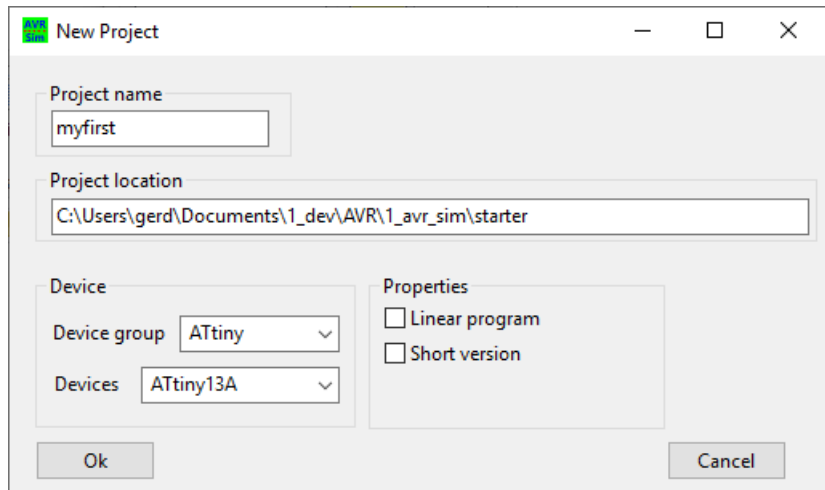 AVR
Sim
New Project
Project name
myfirst
Project location
C:\Users\gerd\Documents\1_dev\AVR\1_avr_sim\starter
Device
Device group ATtiny
Devices ATtiny13A
Properties
Linear program
Short version
Ok
Cancel